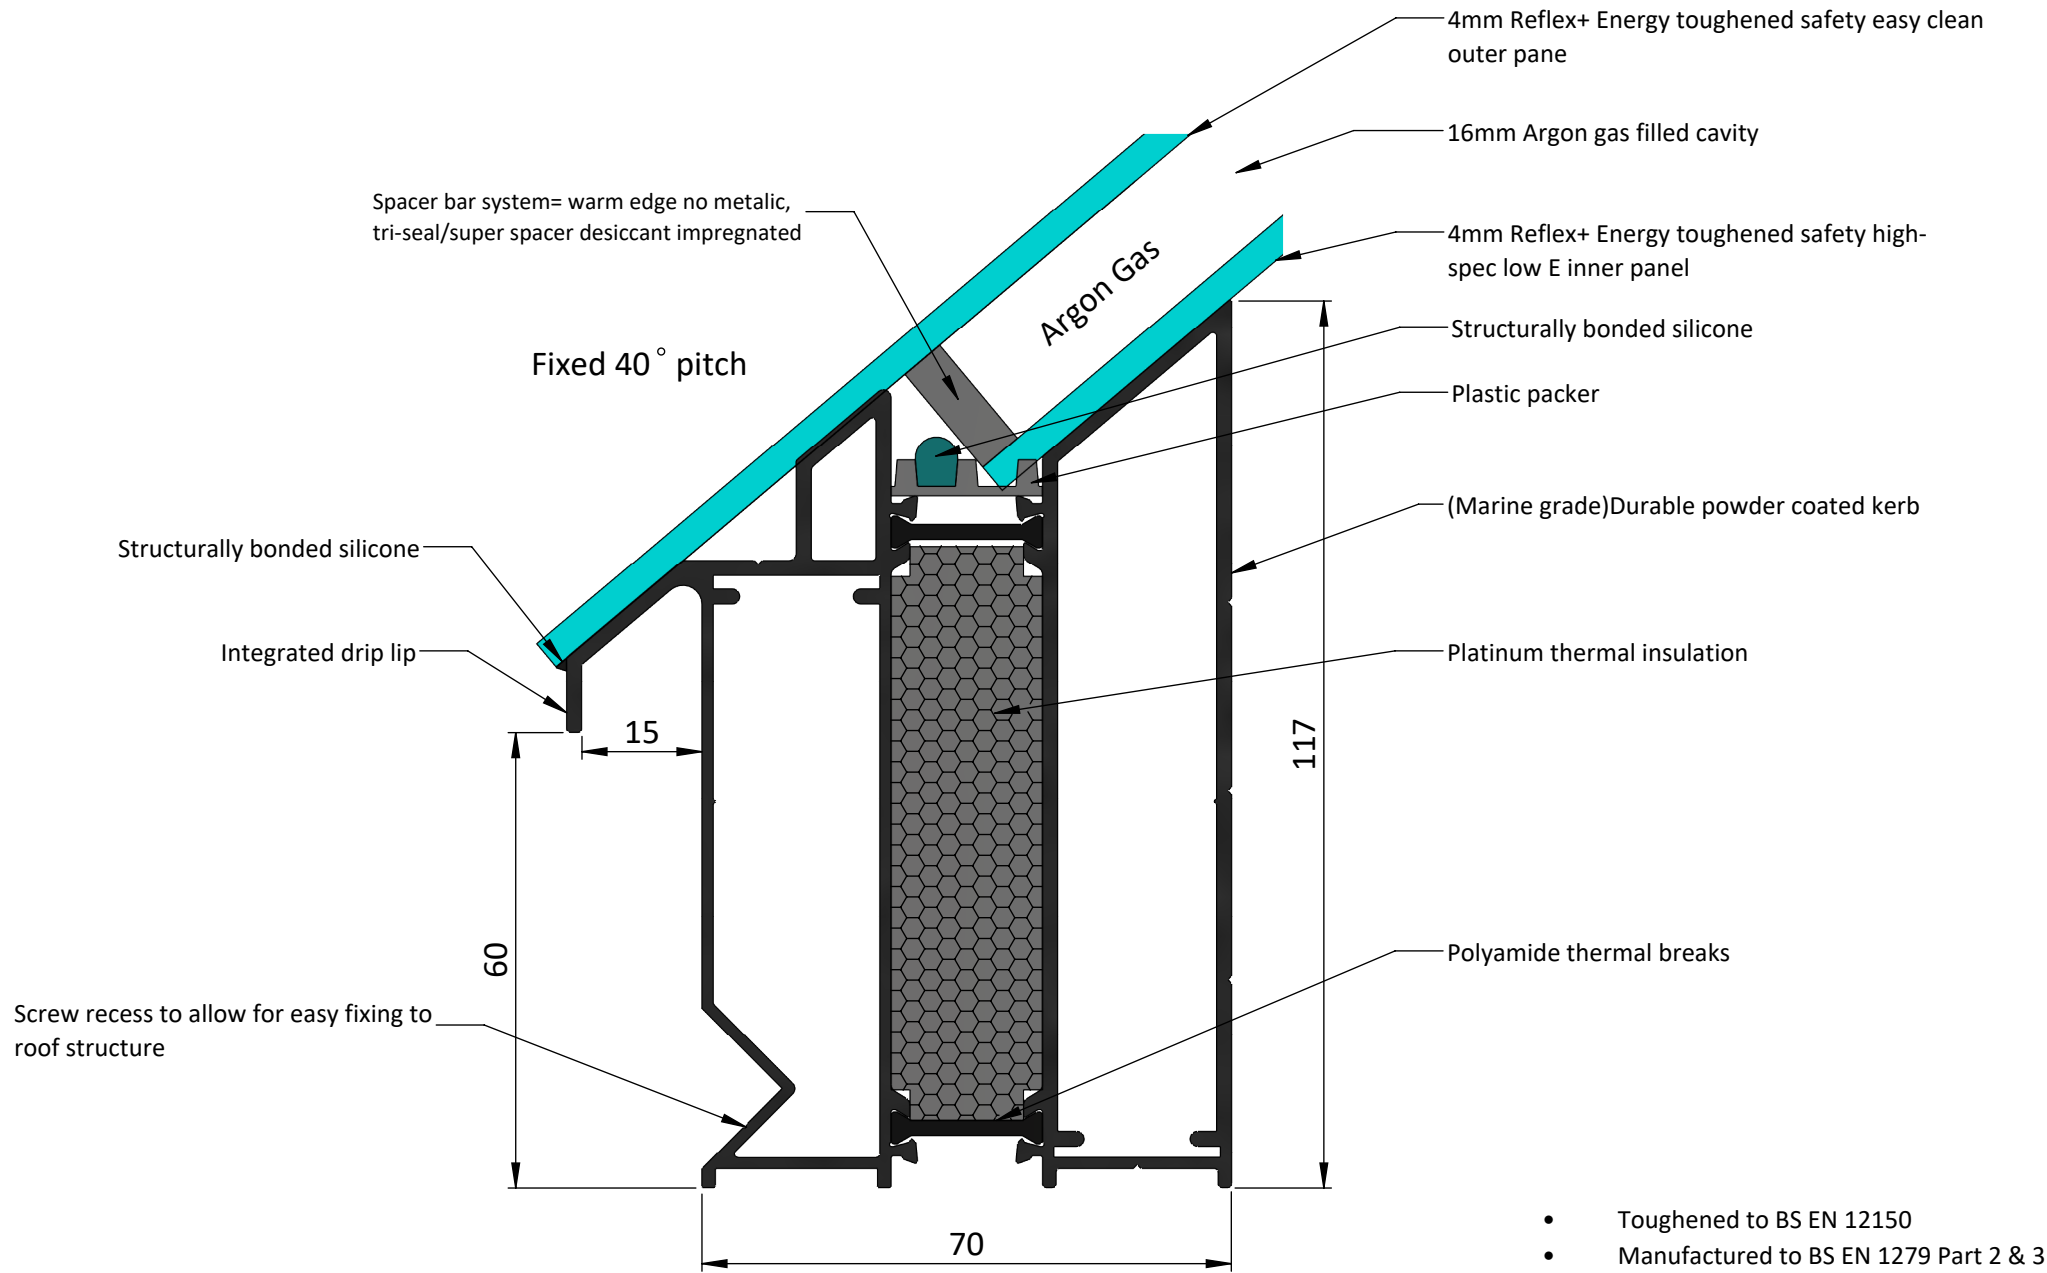 4mm Reflex+ Energy toughened safety easy clean
outer pane
16mm Argon gas filled cavity
Spacer bar system= warm edge no metalic,
tri-seal/super spacer desiccant impregnated
4mm Reflex+ Energy toughened safety high-
spec low E inner panel
Argon Gas
Structurally bonded silicone
Fixed 40° pitch
Plastic packer
(Marine grade)Durable powder coated kerb
Structurally bonded silicone
Integrated drip lip
Platinum thermal insulation
15
117
60
Polyamide thermal breaks
Screw recess to allow for easy fixing to
roof structure
70
• Toughened to BS EN 12150
• Manufactured to BS EN 1279 Part 2 & 3